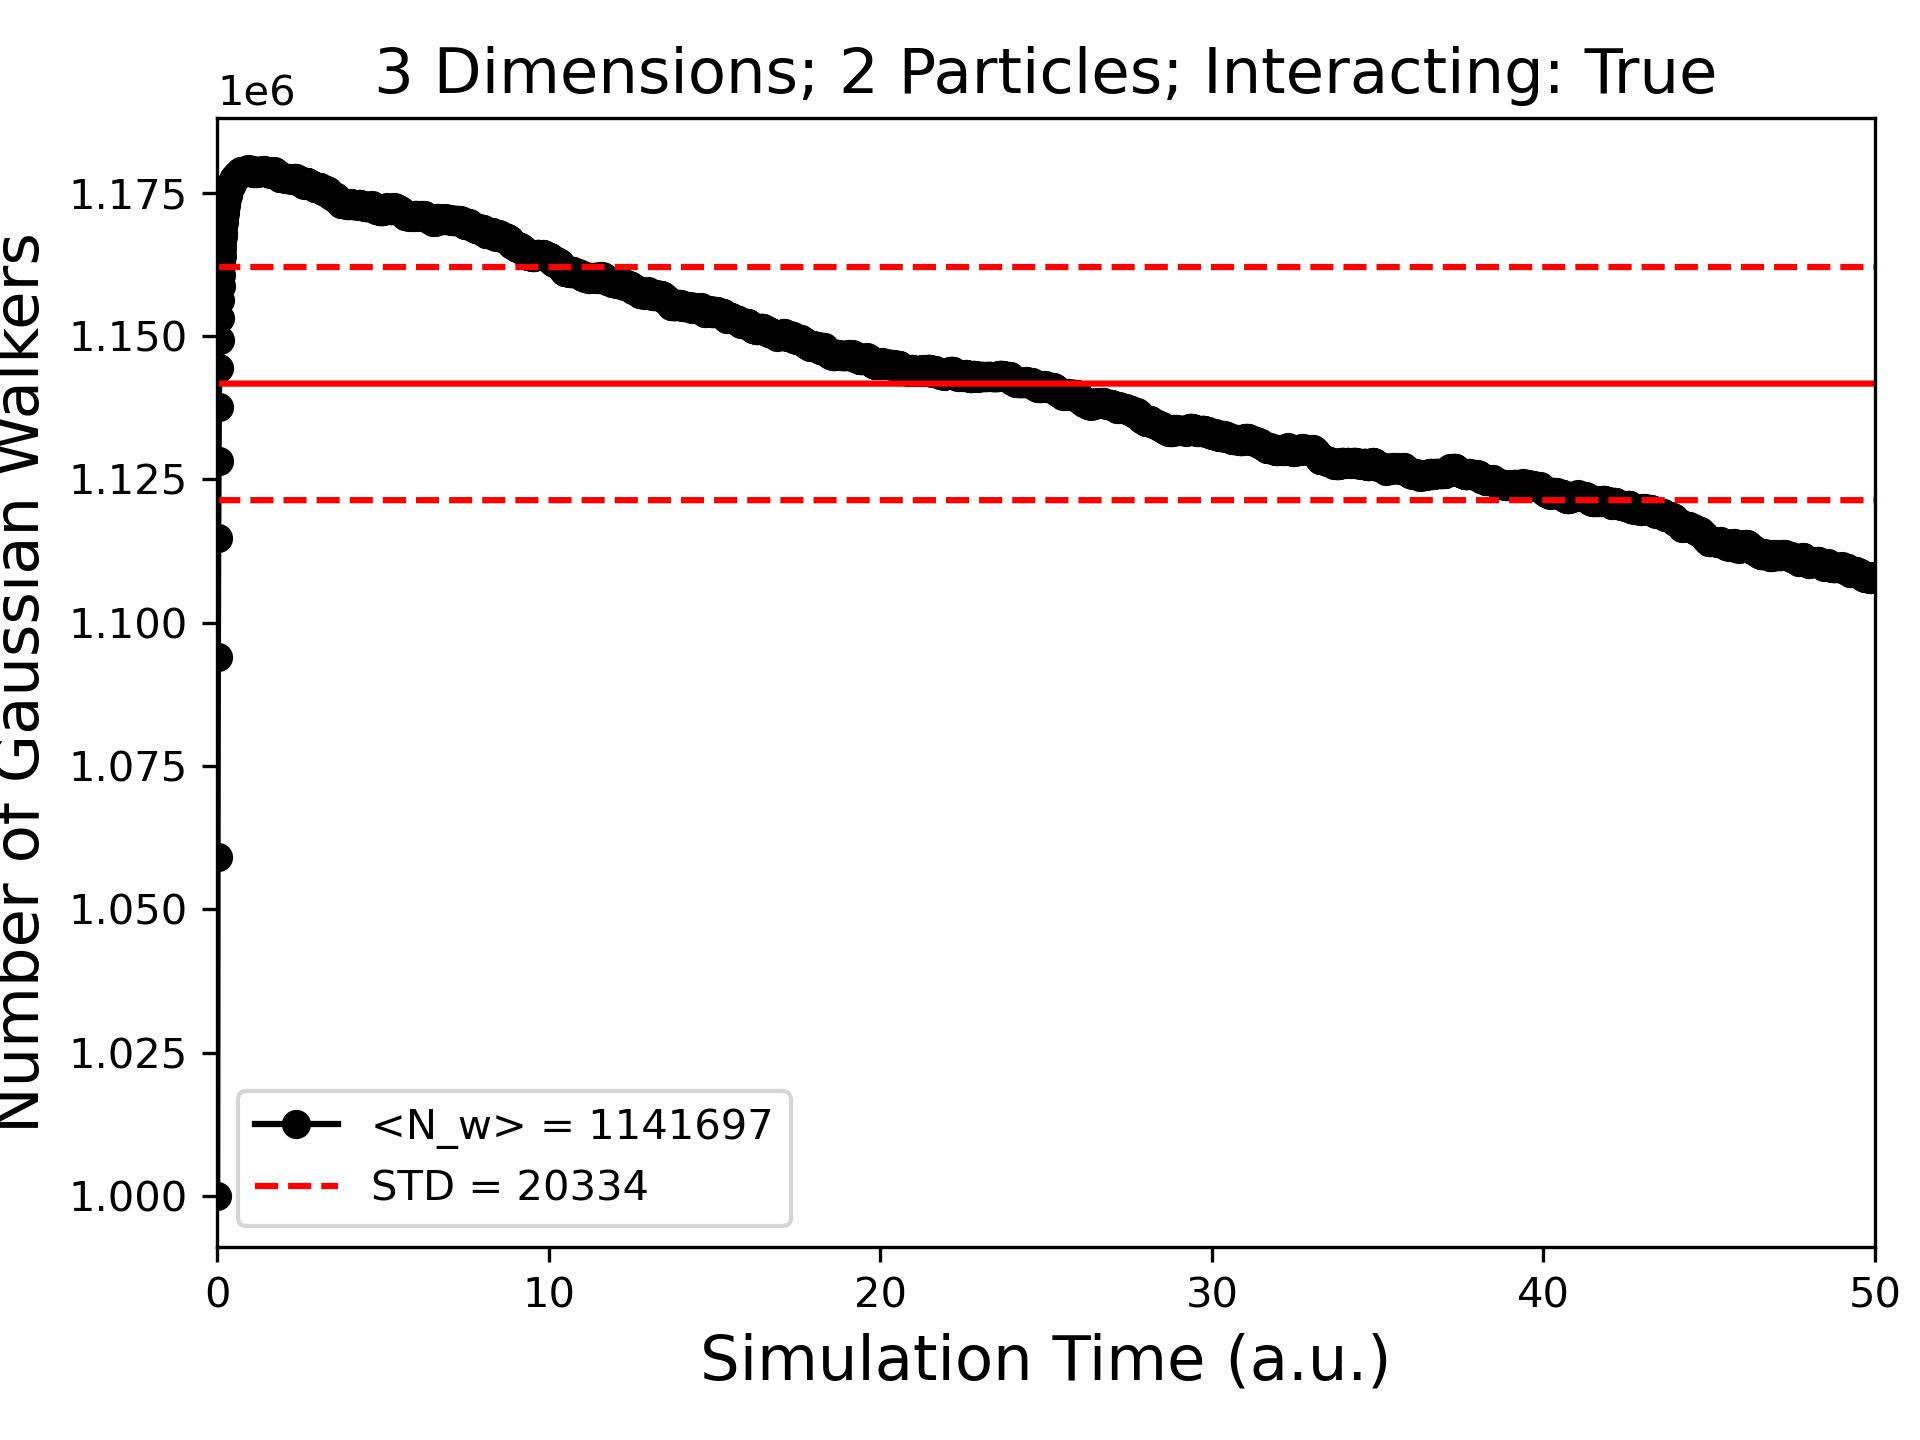 3 Dimensions; 2 Particles; Interacting: True
1e6
Number of Gaussian Walkers
1.175
1.150
1.125
1.100
1.075
1.050
1.025
1.000
<N_w> = 1141697
STD = 20334
0 10 20 30 40 50
Simulation Time (a.u.)